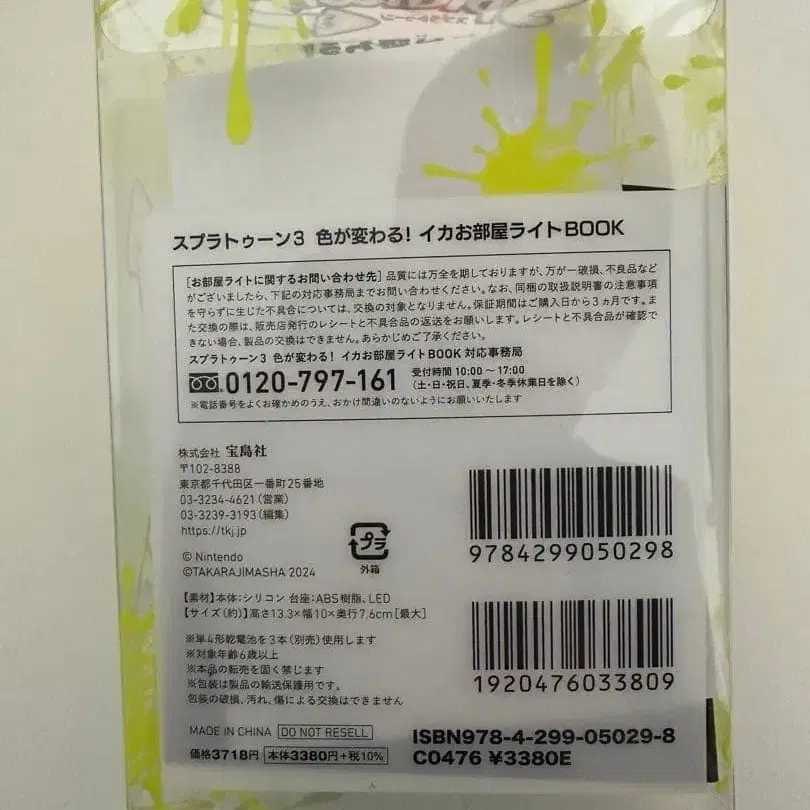 スプラトゥーン3 色が変わる! イカお部屋ライトBOOK
[お部屋ライトに関するお問い合わせ先] 品質には万全を期しておりますが、万が一破損、不良品など
がございましたら、下記の対応事務局までお問い合わせください。なお、同梱の取扱説明書の注意事項
を守らずに生じた不具合については、交換の対象となりません。保証期間はご購入日から3ヵ月です。ま
た交換の際は、販売店発行のレシートと不具合品の返送をお願いします。レシートと不具合品が確認で
きない場合、製品の交換はできません。あらかじめご了承ください。
スプラトゥーン3 色が変わる! イカお部屋ライトBOOK 対応事務局
0120-797-161 受付時間 10:00〜17:00
(土・日・祝日、夏季・冬季休業日を除く)
※電話番号をよくお確かめのうえ、おかけ間違いのないようにお願いいたします
株式会社 宝島社
〒102-8388
東京都千代田区一番町25番地
03-3234-4621(営業)
03-3239-3193(編集)
https://tkj.jp
© Nintendo
©TAKARAJIMASHA 2024
プラ
外箱
9784299050298
【素材】本体:シリコン 台座:ABS樹脂、LED
【サイズ(約)】高さ13.3×幅10×奥行7.6cm[最大]
※単4形乾電池を3本(別売)使用します
※対象年齢6歳以上
※本品の転売を固く禁じます
※包装は製品の輸送保護用です。
包装の破損、汚れ、傷による交換はできません
1920476033809
MADE IN CHINA DO NOT RESELL
価格3718円 本体3380円+税10%
ISBN978-4-299-05029-8
C0476 ¥3380E